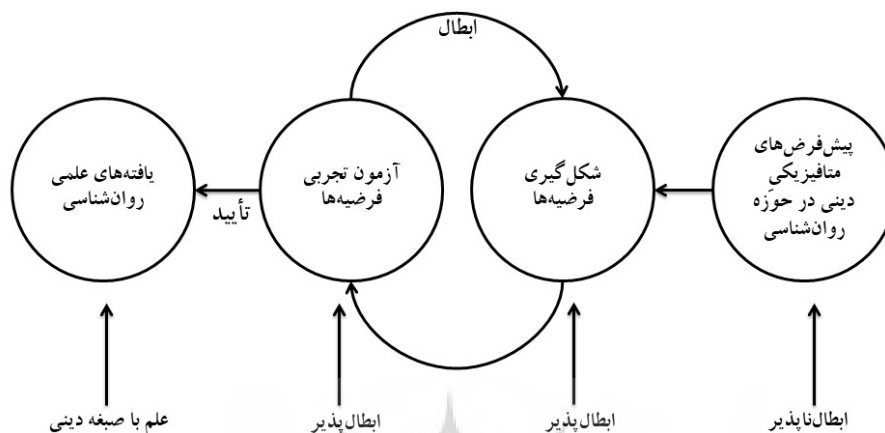 ابطال
پیش‌فرض‌های
متافیزیکیِ
دینی در حوزه
روان‌شناسی
شکل‌گیری
فرضیه‌ها
آزمون تجربی
فرضیه‌ها
تأیید
یافته‌های علمی
روان‌شناسی
ابطال‌ناپذیر
ابطال‌پذیر
ابطال‌پذیر
علم با صبغه دینی